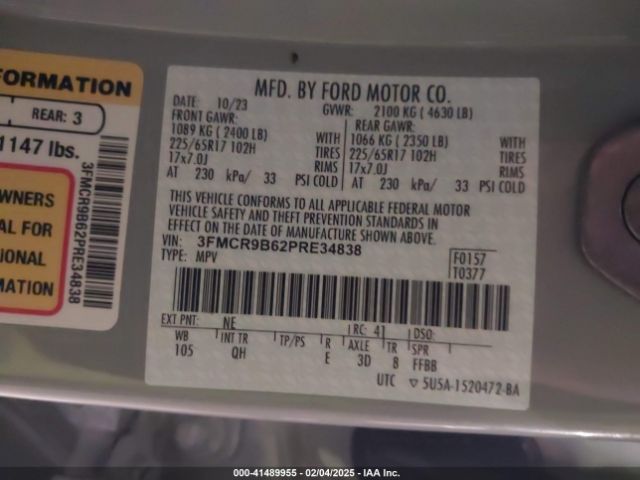 FORMATION
REAR: 3
1147 lbs.
WNERS
AL FOR
IONAL
MATION
3FMCR9B62PRE34838
MFD. BY FORD MOTOR CO.
DATE: 10/23 GVWR: 2100 KG ( 4630 LB)
FRONT GAWR: REAR GAWR:
1089 KG ( 2400 LB) WITH 1066 KG ( 2350 LB) WITH
225/65R17 102H TIRES 225/65R17 102H TIRES
17x7.0J 17x7.0J
AT 230 kPa/ 33 PSI COLD AT 230 kPa/ 33 PSI COLD
THIS VEHICLE CONFORMS TO ALL APPLICABLE FEDERAL MOTOR
VEHICLE SAFETY AND THEFT PREVENTION STANDARDS IN
EFFECT ON THE DATE OF MANUFACTURE SHOWN ABOVE.
VIN: 3FMCR9B62PRE34838
TYPE: MPV
F0157
T0377
EXT PNT: NE RC: 41 DSO:
WB INT TR TP/PS R AXLE TR SPR
105 QH E 3D 8 FFBB
UTC 5U5A-1520472-BA
000-41489955 - 02/04/2025 - IAA Inc.